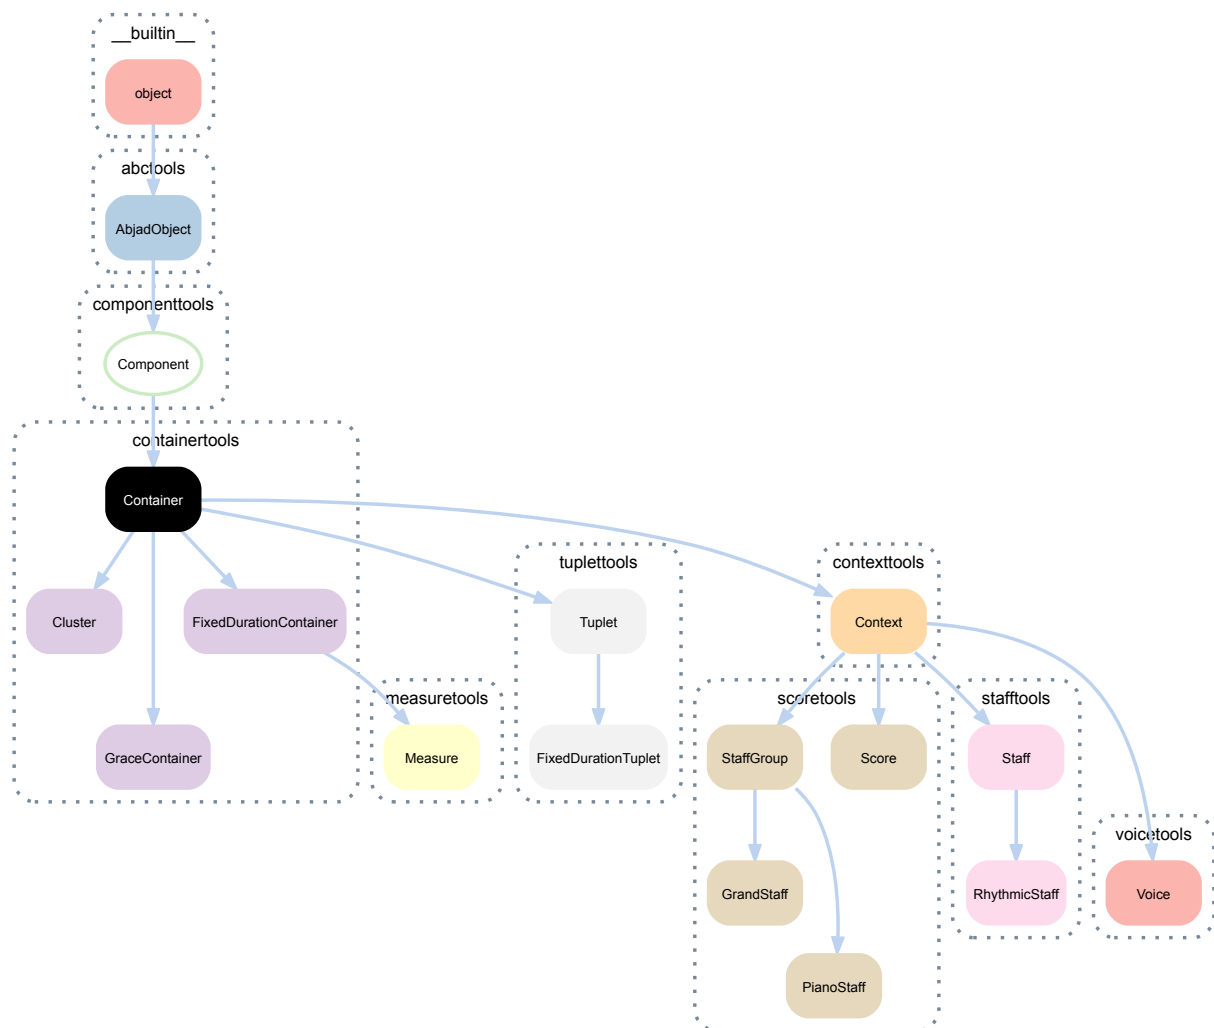 __builtin__
object
abctools
AbjadObject
componenttools
Component
containertools
Container
tuplettools
contexttools
Cluster
FixedDurationContainer
Tuplet
Context
measuretools
scoretools
stafftools
GraceContainer
Measure
FixedDurationTuplet
StaffGroup
Score
Staff
voicetools
GrandStaff
RhythmicStaff
Voice
PianoStaff